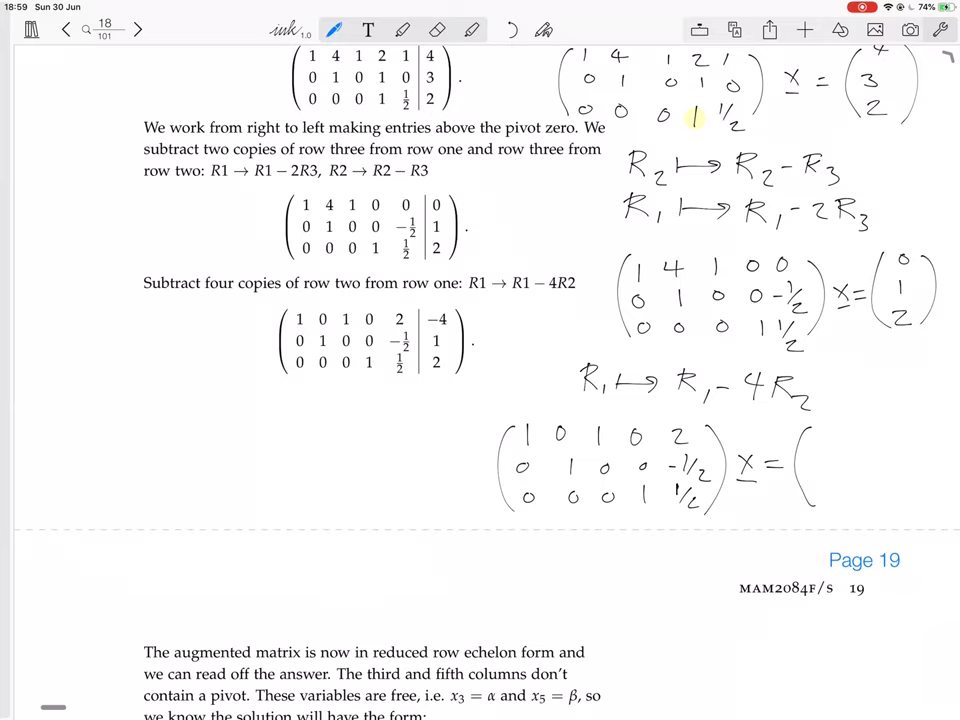 18:59 Sun 30 Jun
74%
18
101
ink 1.0
T
1 4 1 2 1 | 4
0 1 0 1 0 | 3
0 0 0 1 1/2 | 2 .
We work from right to left making entries above the pivot zero. We
subtract two copies of row three from row one and row three from
row two: R1 → R1 − 2R3, R2 → R2 − R3
1 4 1 0 0 | 0
0 1 0 0 −1/2 | 1
0 0 0 1 1/2 | 2 .
Subtract four copies of row two from row one: R1 → R1 − 4R2
1 0 1 0 2 | −4
0 1 0 0 −1/2 | 1
0 0 0 1 1/2 | 2 .
1 4 1 2 1 4
0 1 0 1 0 x = 3
0 0 0 1 1/2 2
R2 ↦ R2 − R3
R1 ↦ R1 − 2R3
1 4 1 0 0 0
0 1 0 0 −1/2 x = 1
0 0 0 1 1/2 2
R1 ↦ R1 − 4R2
1 0 1 0 2
0 1 0 0 −1/2 x = (
0 0 0 1 1/2
Page 19
MAM2084F/S 19
The augmented matrix is now in reduced row echelon form and
we can read off the answer. The third and fifth columns don't
contain a pivot. These variables are free, i.e. x3 = α and x5 = β, so
we know the solution will have the form: